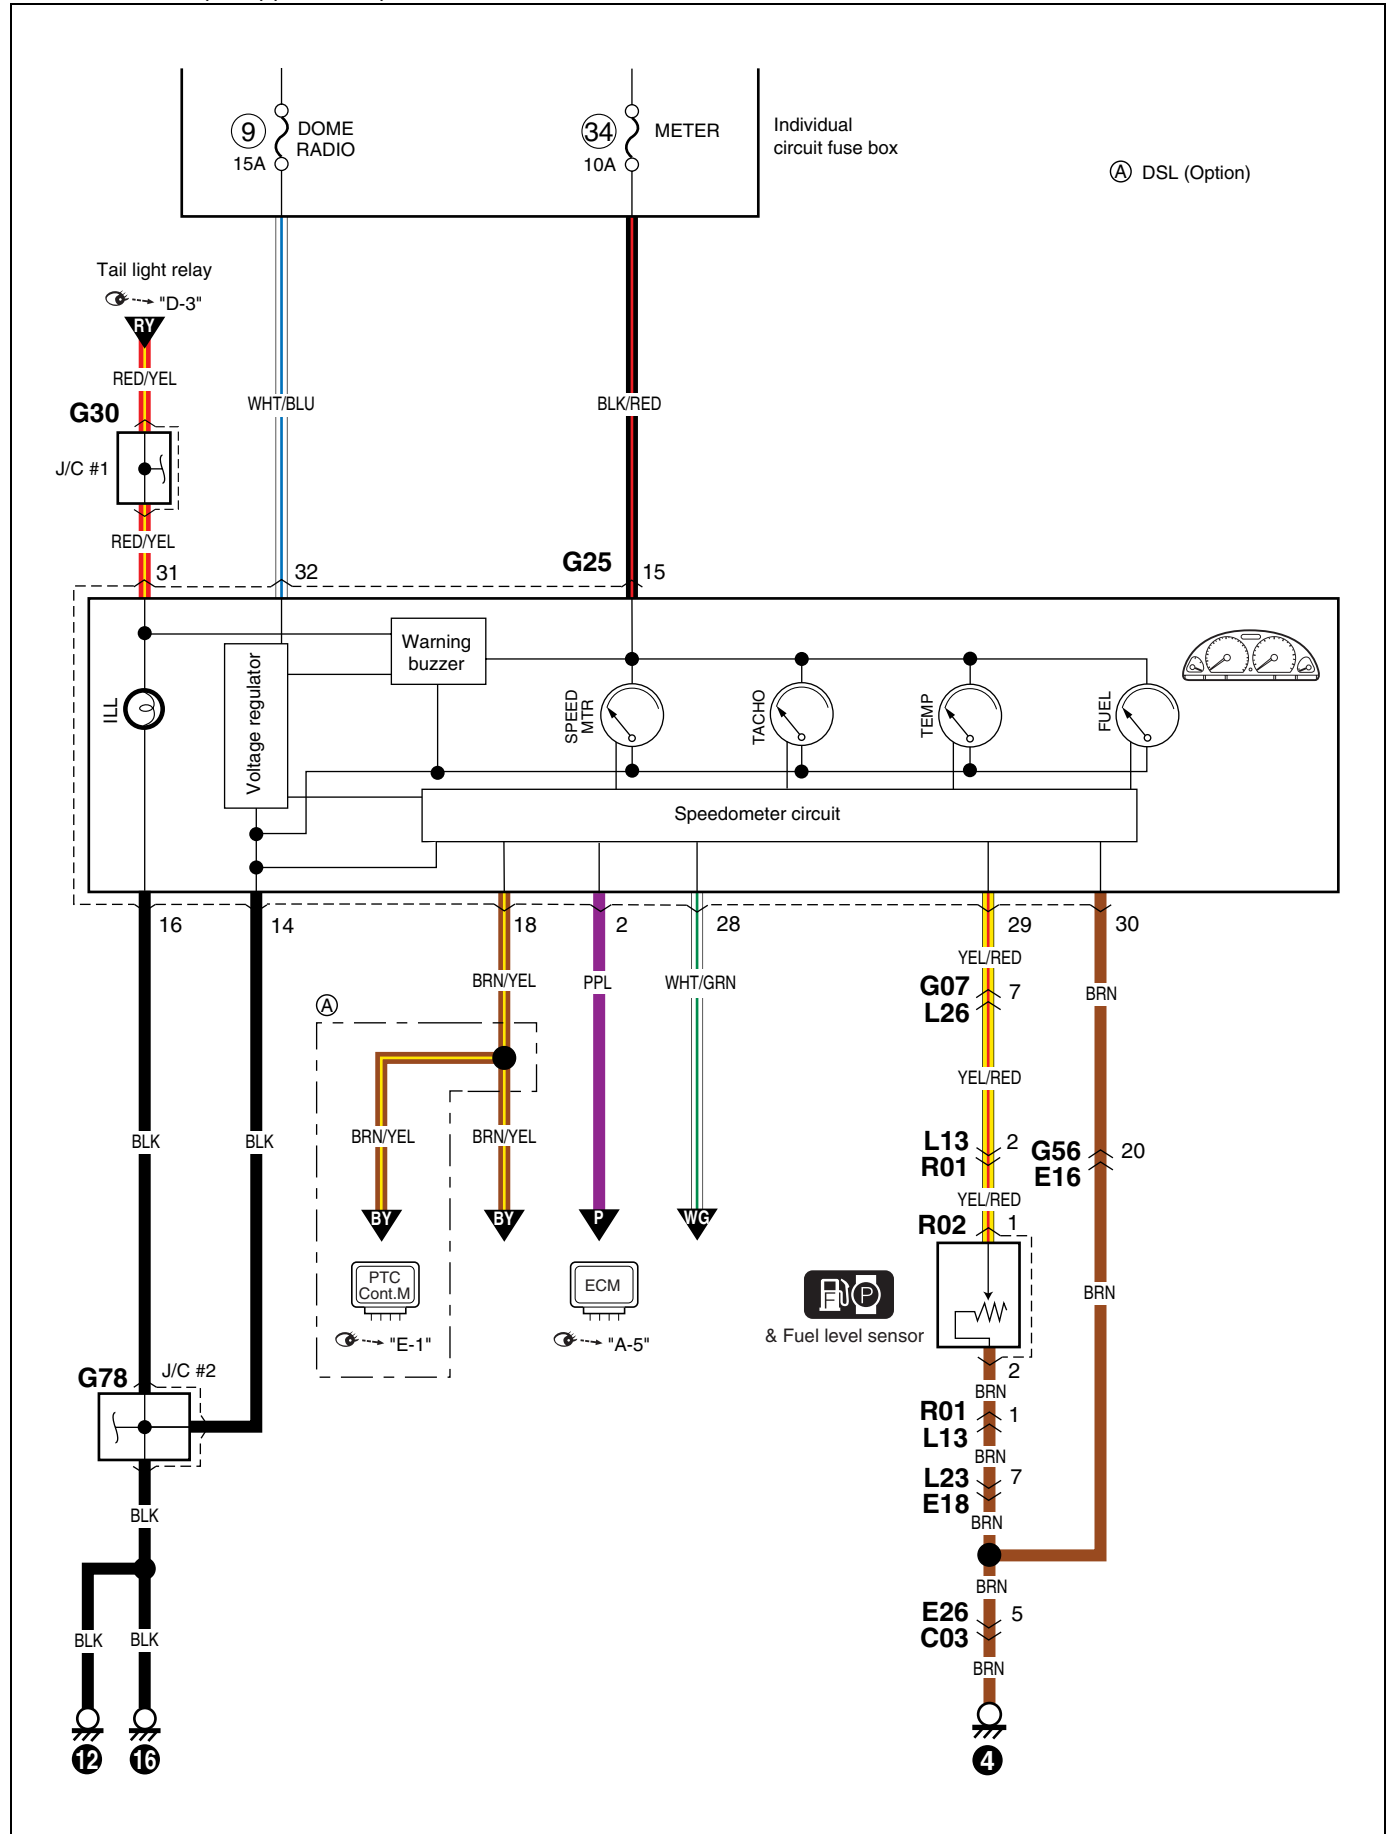 9
DOME
RADIO
15A
34
METER
10A
Individual
circuit fuse box
A DSL (Option)
Tail light relay
"D-3"
RY
RED/YEL
WHT/BLU
BLK/RED
G30
J/C #1
RED/YEL
31
32
G25
15
Warning
buzzer
Voltage regulator
ILL
SPEED
MTR
TACHO
TEMP
FUEL
Speedometer circuit
16
14
18
2
28
29
30
YEL/RED
BRN/YEL
PPL
WHT/GRN
G07
L26
7
BRN
A
YEL/RED
BLK
BLK
BRN/YEL
BRN/YEL
L13
R01
2
G56
E16
20
YEL/RED
BY
BY
P
WG
R02
1
PTC
Cont.M
ECM
F
P
BRN
"E-1"
"A-5"
& Fuel level sensor
G78
J/C #2
2
BRN
R01
L13
1
BRN
L23
E18
7
BLK
BRN
BRN
E26
C03
5
BLK
BLK
BRN
12
16
4